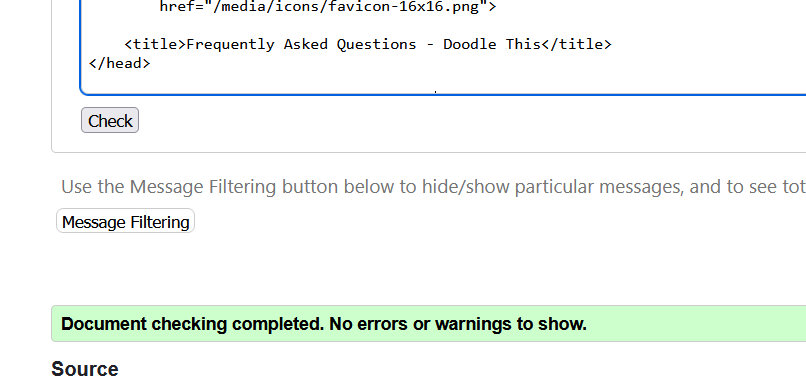 href="/media/icons/favicon-16x16.png">
<title>Frequently Asked Questions - Doodle This</title>
</head>
Check
Use the Message Filtering button below to hide/show particular messages, and to see tot
Message Filtering
Document checking completed. No errors or warnings to show.
Source